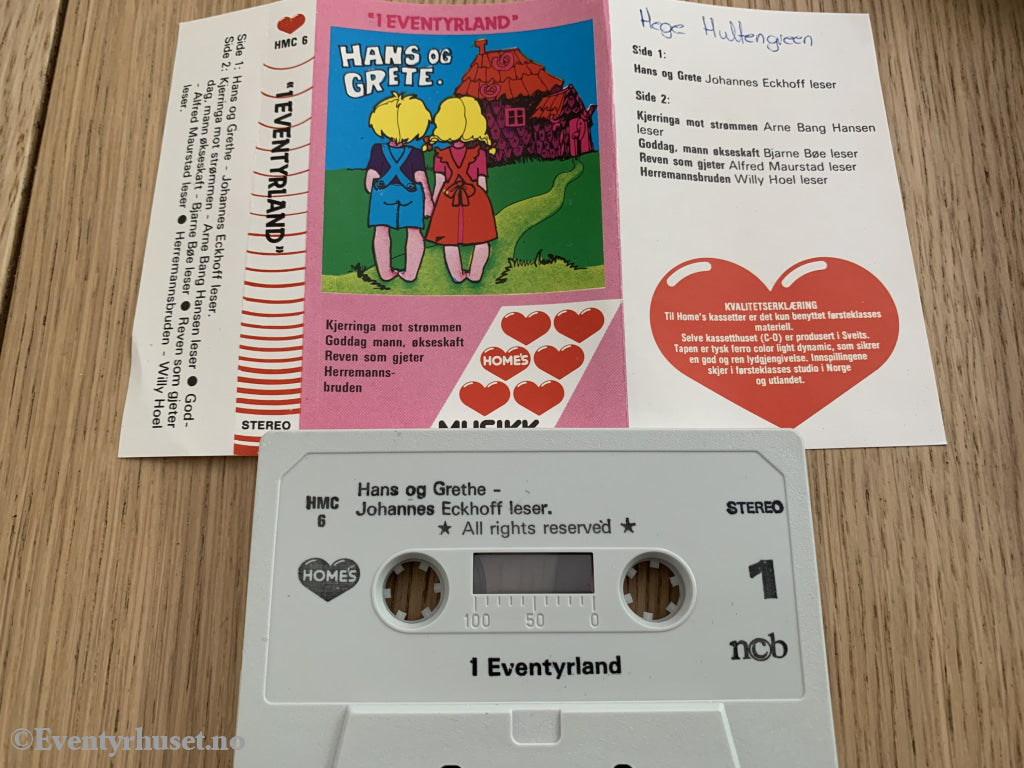 HMC 6
Side 1: Hans og Grethe - Johannes Eckhoff leser.
Side 2: Kjerringa mot strømmen - Arne Bang Hansen leser ● God-
dag, mann økseskaft - Bjarne Bøe leser ● Reven som gjeter
- Alfred Maurstad leser ● Herremannsbruden - Willy Hoel
leser.
"1 EVENTYRLAND"
STEREO
"1 EVENTYRLAND"
HANS OG
GRETE.
Kjerringa mot strømmen
Goddag mann, økseskaft
Reven som gjeter
Herremanns-
bruden
HOME'S
MUSIKK
Hege
Side 1:
Hans og Grete Johannes Eckhoff leser
Side 2:
Kjerringa mot strømmen Arne Bang Hansen
leser
Goddag, mann økseskaft Bjarne Bøe leser
Reven som gjeter Alfred Maurstad leser
Herremannsbruden Willy Hoel leser
KVALITETSERKLÆRING
Til Home's kassetter er det kun benyttet førsteklasses
materiell.
Selve kassetthuset (C-O) er produsert i Sveits.
Tapen er tysk ferro color light dynamic, som sikrer
en god og ren lydgjengivelse. Innspillingene
skjer i førsteklasses studio i Norge
og utlandet.
HMC
6
Hans og Grethe -
Johannes Eckhoff leser.
★ All rights reserved ★
STEREO
HOME'S
1
100 50 0
ncb
1 Eventyrland
©Eventyrhuset.no